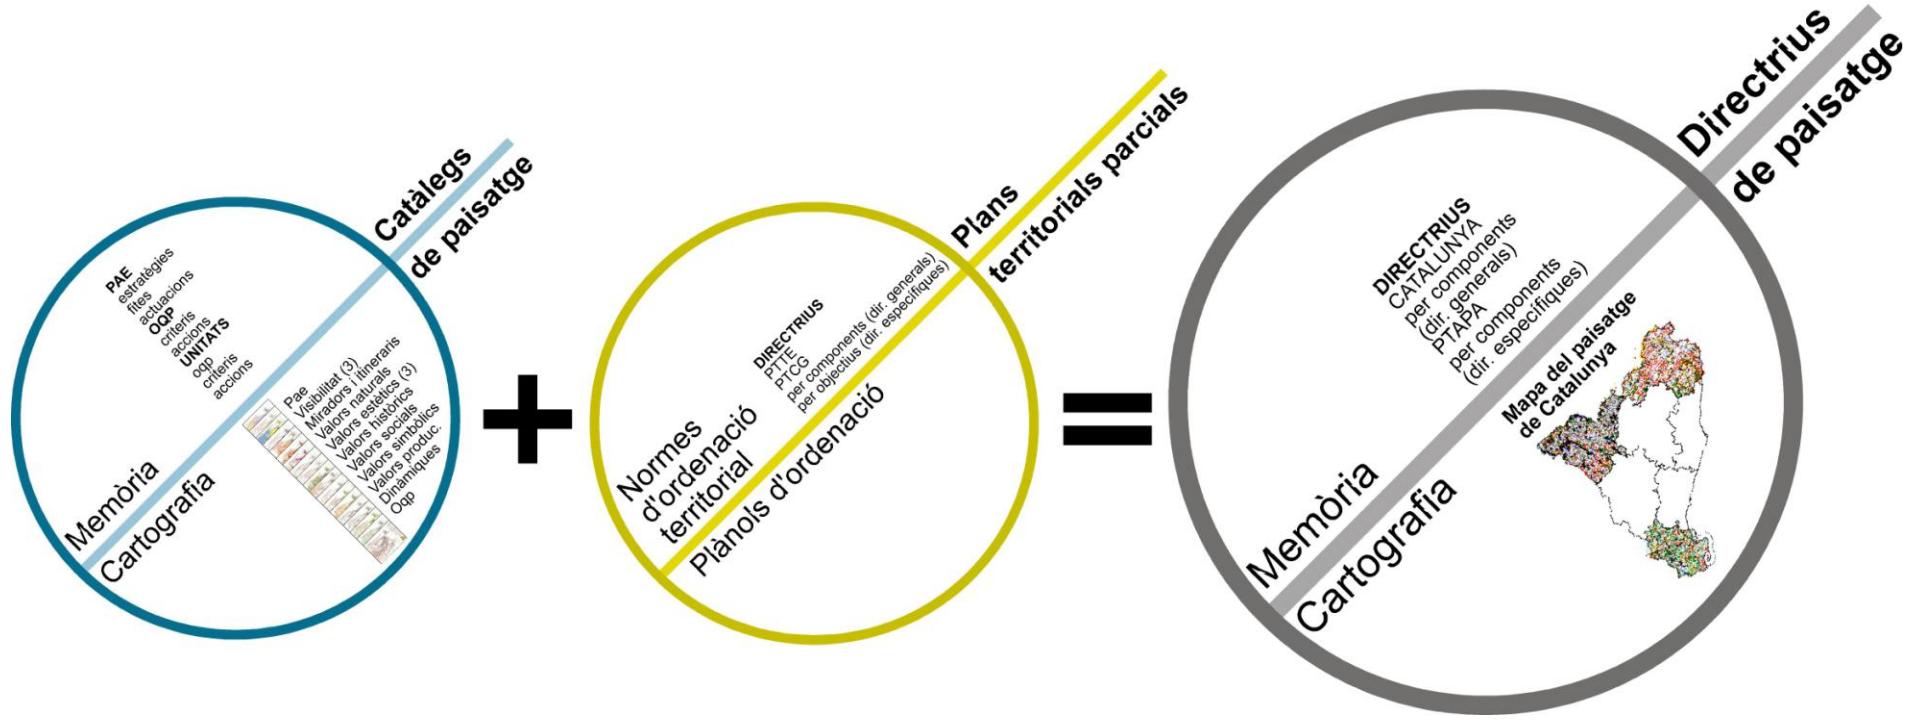 Catàlegs
de paisatge
PAE
estratègies
fites
actuacions
OQP
criteris
accions
UNITATS
oqp
criteris
accions
Memòria
Cartografia
Pae
Visibilitat (3)
Miradors i itineraris
Valors naturals
Valors estètics (3)
Valors històrics
Valors socials
Valors simbòlics
Valors produc.
Dinàmiques
Oqp
+
Plans
territorials parcials
DIRECTRIUS
PTTE
PTCG
per components (dir. generals)
per objectius (dir. específiques)
Normes
d'ordenació
territorial
Plànols d'ordenació
=
Directrius
de paisatge
DIRECTRIUS
CATALUNYA
per components
(dir. generals)
PTAPA
per components
(dir. específiques)
Mapa del paisatge
de Catalunya
Memòria
Cartografia